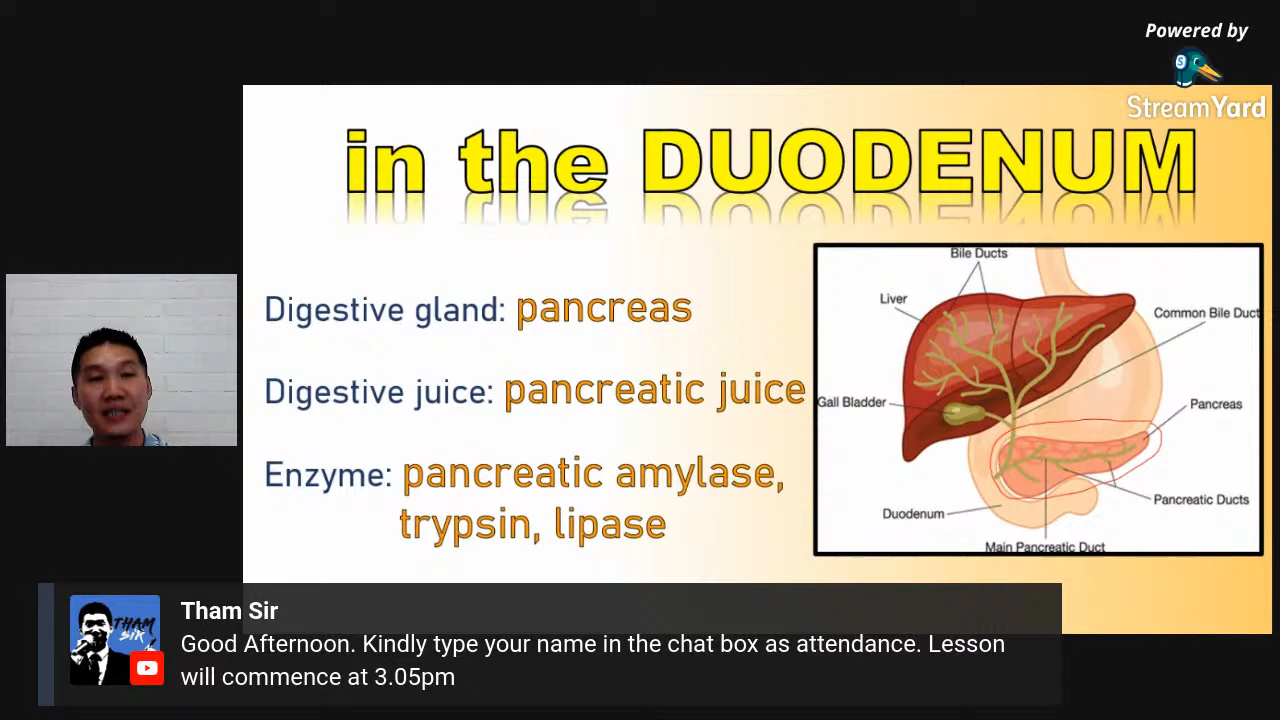 Powered by
StreamYard
in the DUODENUM
Digestive gland: pancreas
Digestive juice: pancreatic juice
Enzyme: pancreatic amylase,
trypsin, lipase
Bile Ducts
Liver
Common Bile Duct
Gall Bladder
Pancreas
Pancreatic Ducts
Duodenum
Main Pancreatic Duct
THAM
SIR
Tham Sir
Good Afternoon. Kindly type your name in the chat box as attendance. Lesson
will commence at 3.05pm